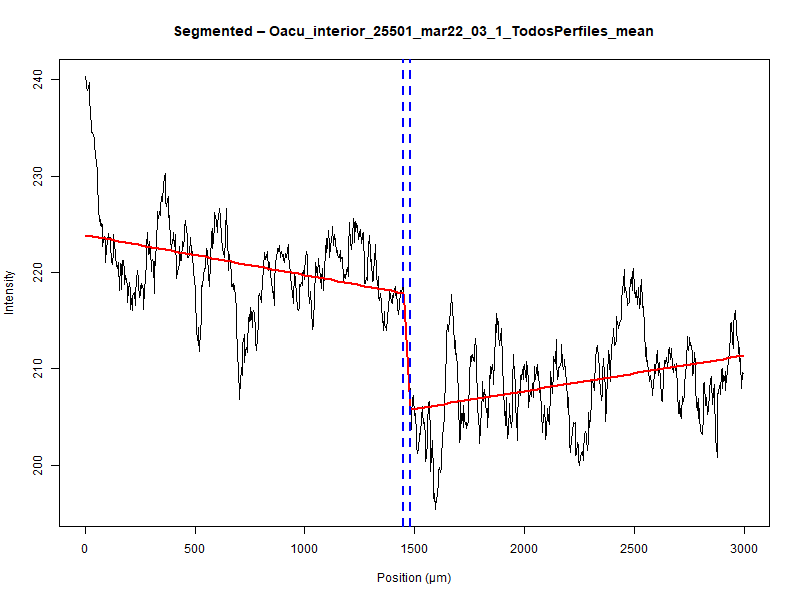 Segmented – Oacu_interior_25501_mar22_03_1_TodosPerfiles_mean
Intensity
240
230
220
210
200
0 500 1000 1500 2000 2500 3000
Position (µm)